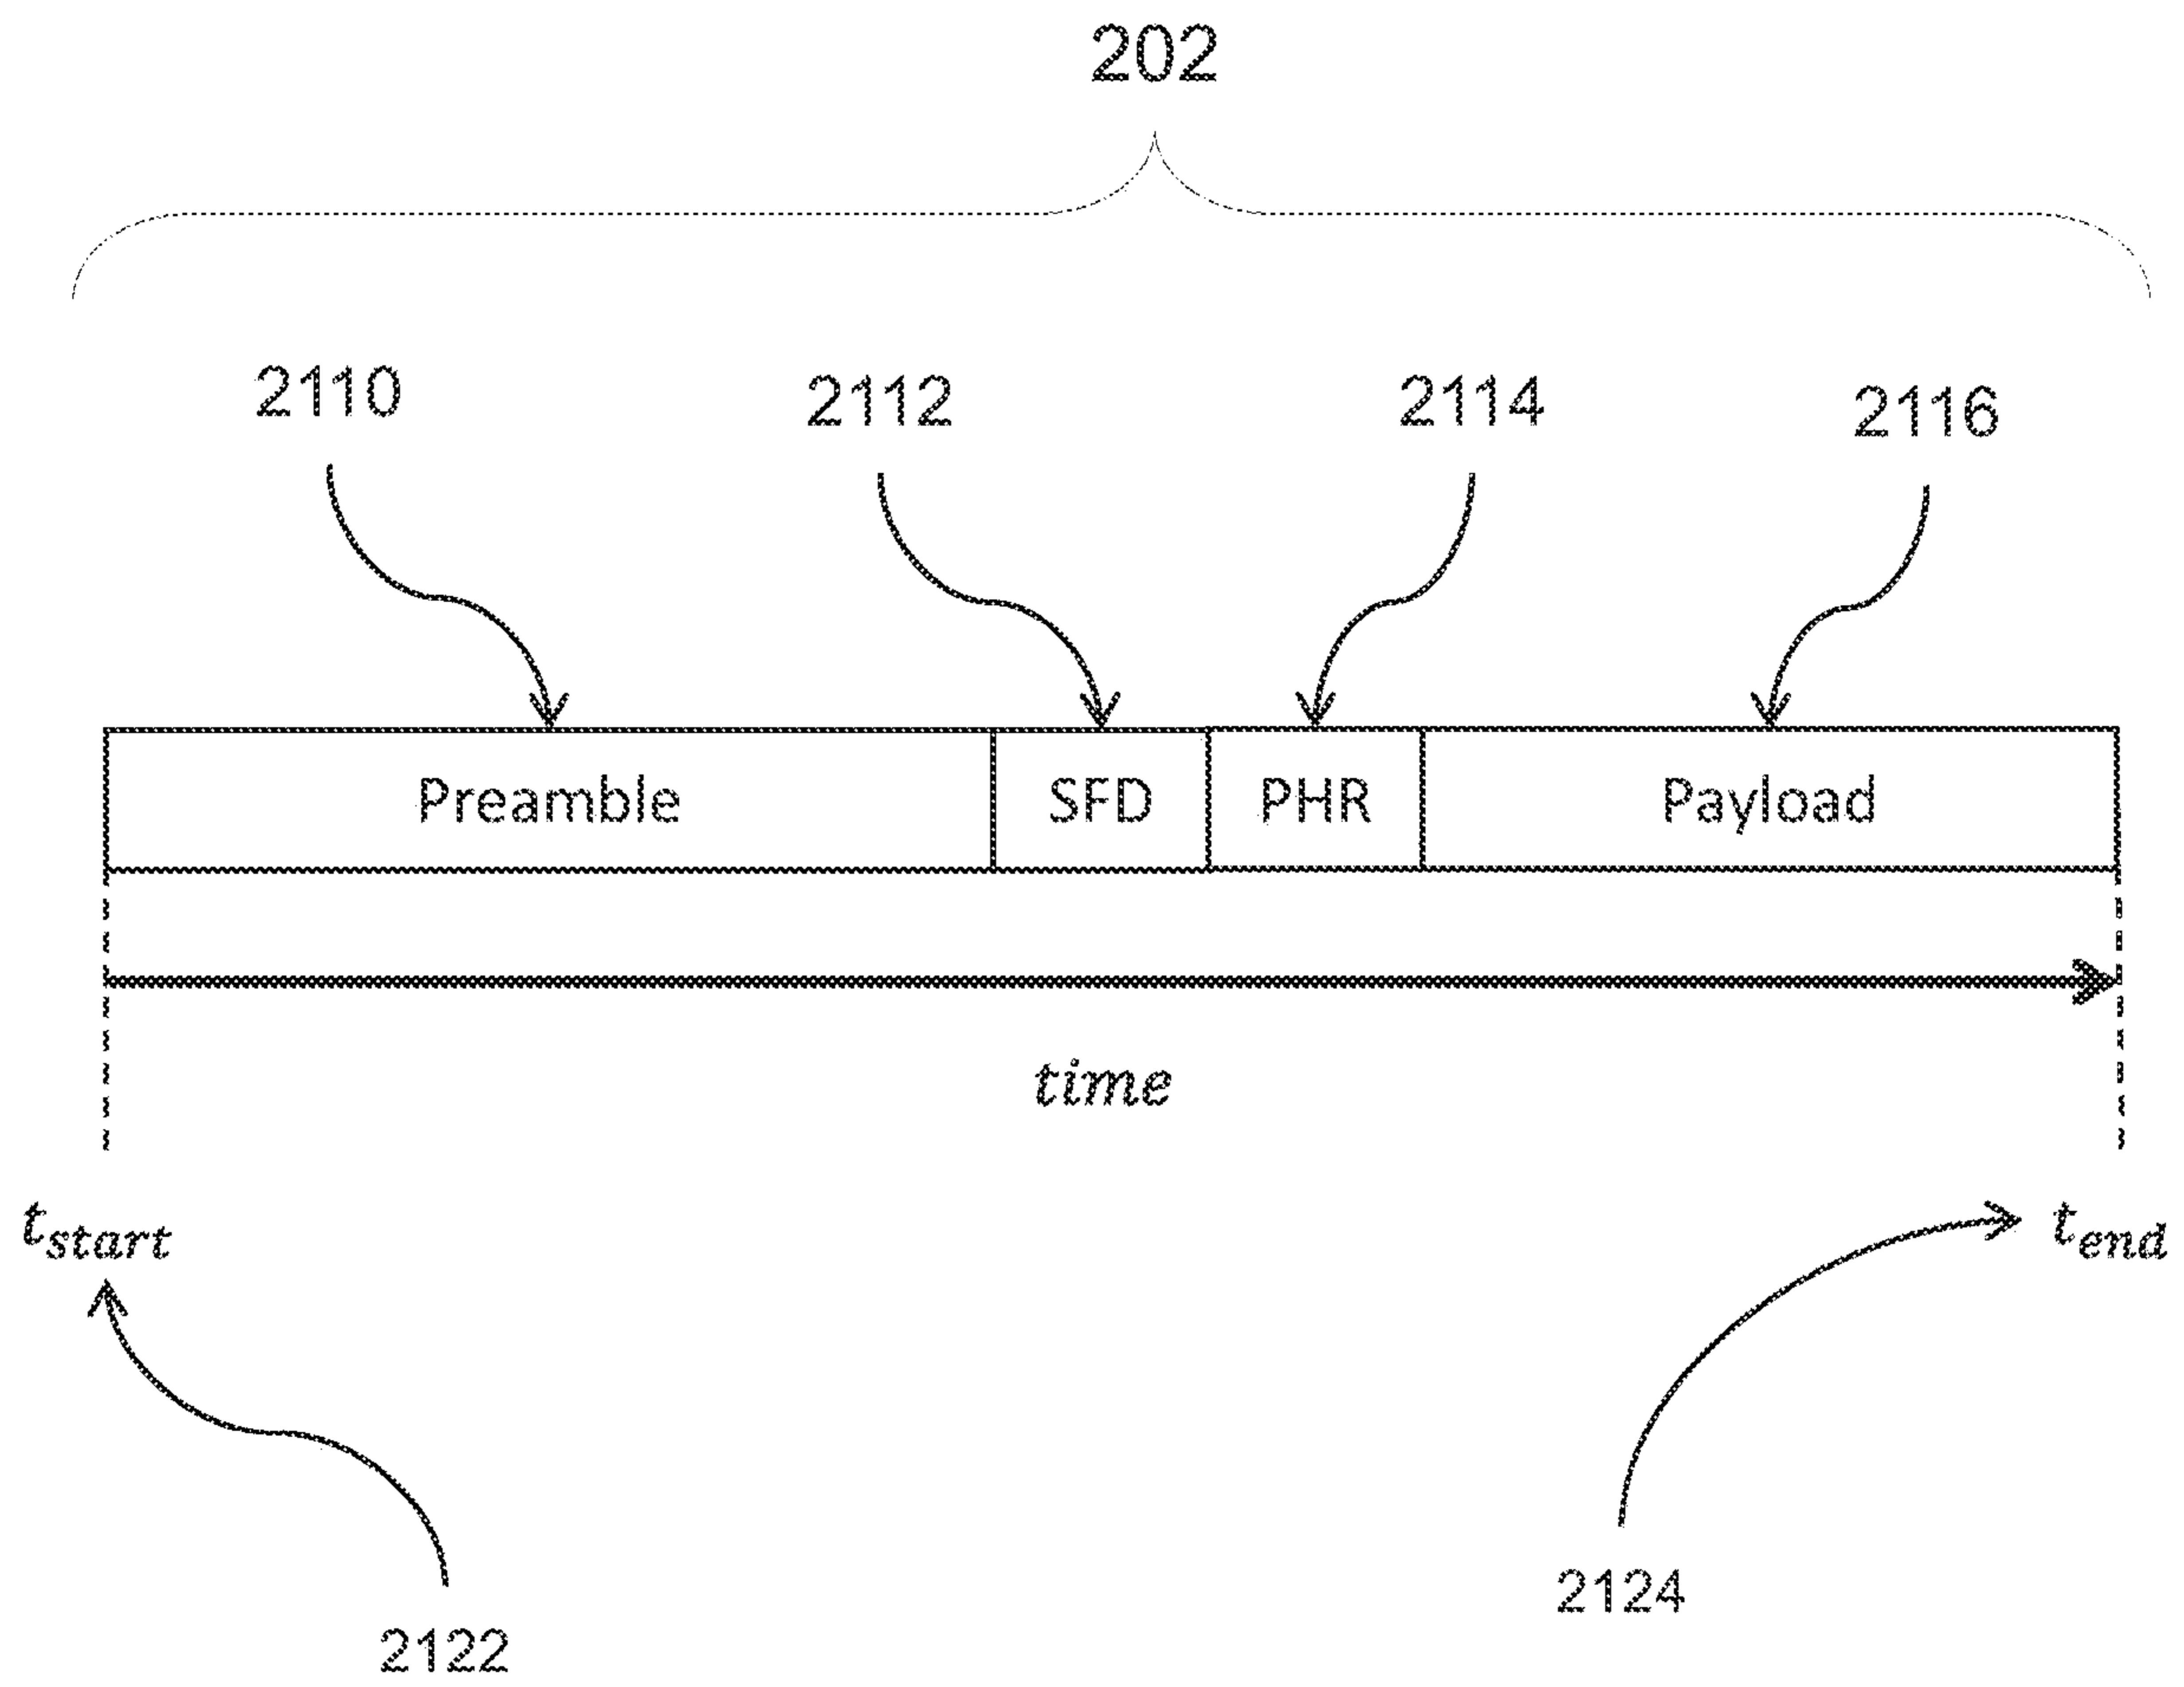 202
2110 2112 2114 2116
Preamble SFD PHR Payload
time
tstart tend
2124
2122